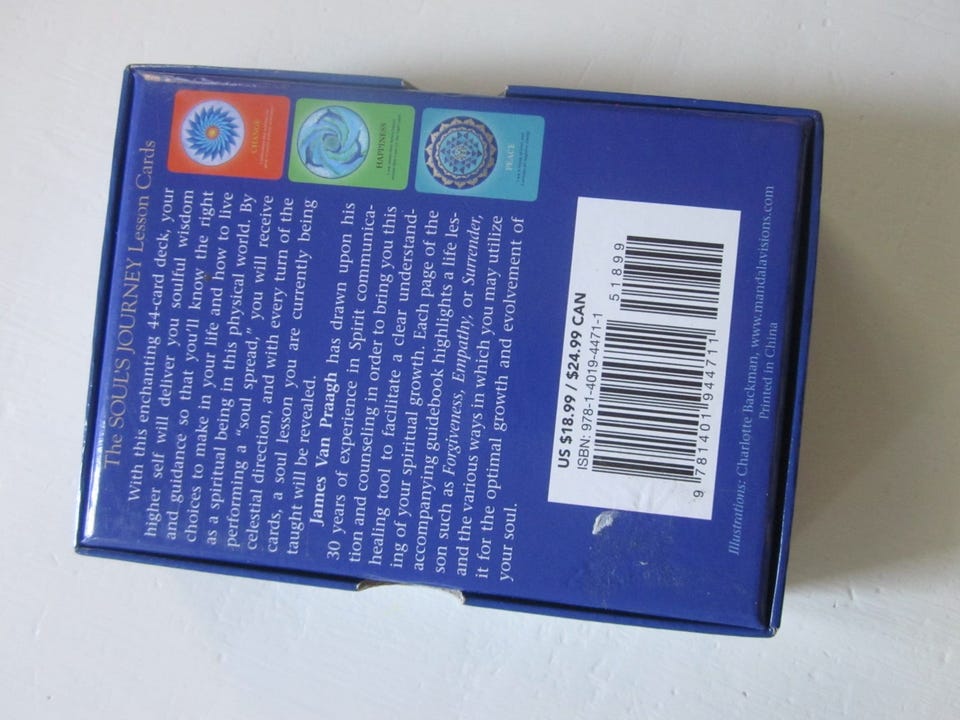 The SOUL'S JOURNEY Lesson Cards
With this enchanting 44-card deck, your
higher self will deliver you soulful wisdom
and guidance so that you'll know the right
choices to make in your life and how to live
as a spiritual being in this physical world. By
performing a "soul spread," you will receive
celestial direction, and with every turn of the
cards, a soul lesson you are currently being
taught will be revealed.
James Van Praagh has drawn upon his
30 years of experience in Spirit communica-
tion and counseling in order to bring you this
healing tool to facilitate a clear understand-
ing of your spiritual growth. Each page of the
accompanying guidebook highlights a life les-
son such as Forgiveness, Empathy, or Surrender,
and the various ways in which you may utilize
it for the optimal growth and evolvement of
your soul.
CHANGE
HAPPINESS
PEACE
US $18.99 / $24.99 CAN
ISBN: 978-1-4019-4471-1
51899
9 781401 944711
Illustrations: Charlotte Backman, www.mandalavisions.com
Printed in China